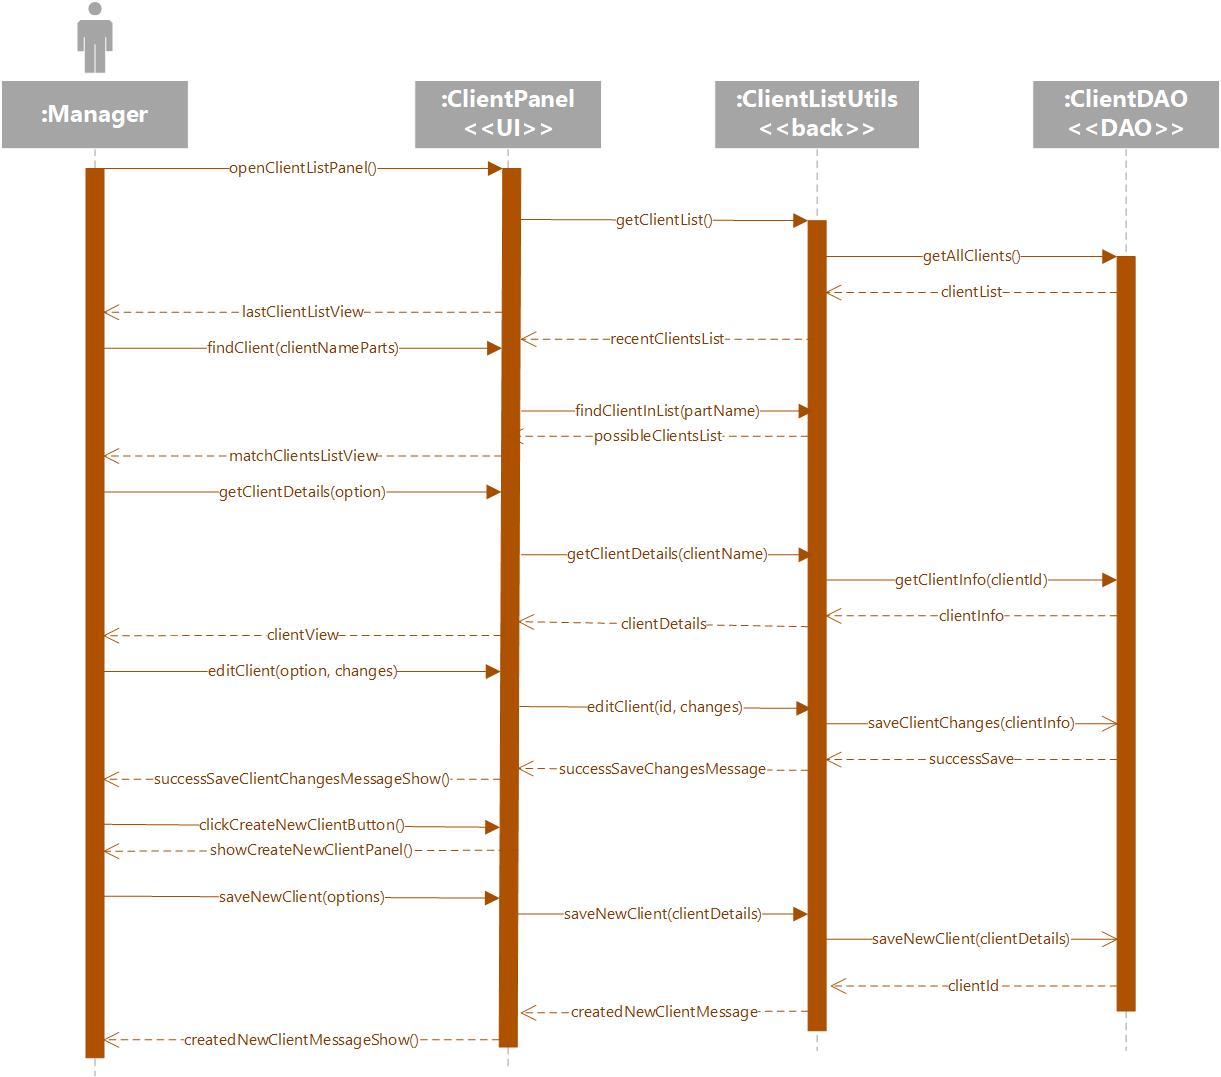 :Manager
:ClientPanel
<<UI>>
:ClientListUtils
<<back>>
:ClientDAO
<<DAO>>
openClientListPanel()
getClientList()
getAllClients()
clientList
lastClientListView
recentClientsList
findClient(clientNameParts)
findClientInList(partName)
possibleClientsList
matchClientsListView
getClientDetails(option)
getClientDetails(clientName)
getClientInfo(clientId)
clientInfo
clientDetails
clientView
editClient(option, changes)
editClient(id, changes)
saveClientChanges(clientInfo)
successSave
successSaveChangesMessage
successSaveClientChangesMessageShow()
clickCreateNewClientButton()
showCreateNewClientPanel()
saveNewClient(options)
saveNewClient(clientDetails)
saveNewClient(clientDetails)
clientId
createdNewClientMessage
createdNewClientMessageShow()